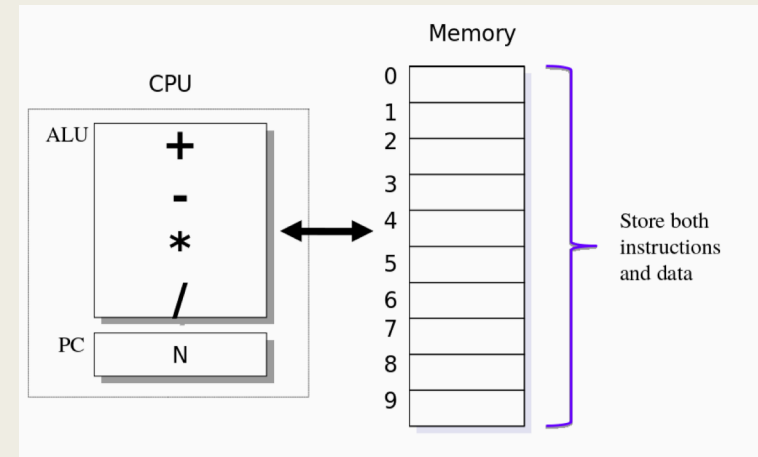 Memory
CPU
ALU
+
-
*
/
PC
N
0
1
2
3
4
5
6
7
8
9
Store both
instructions
and data